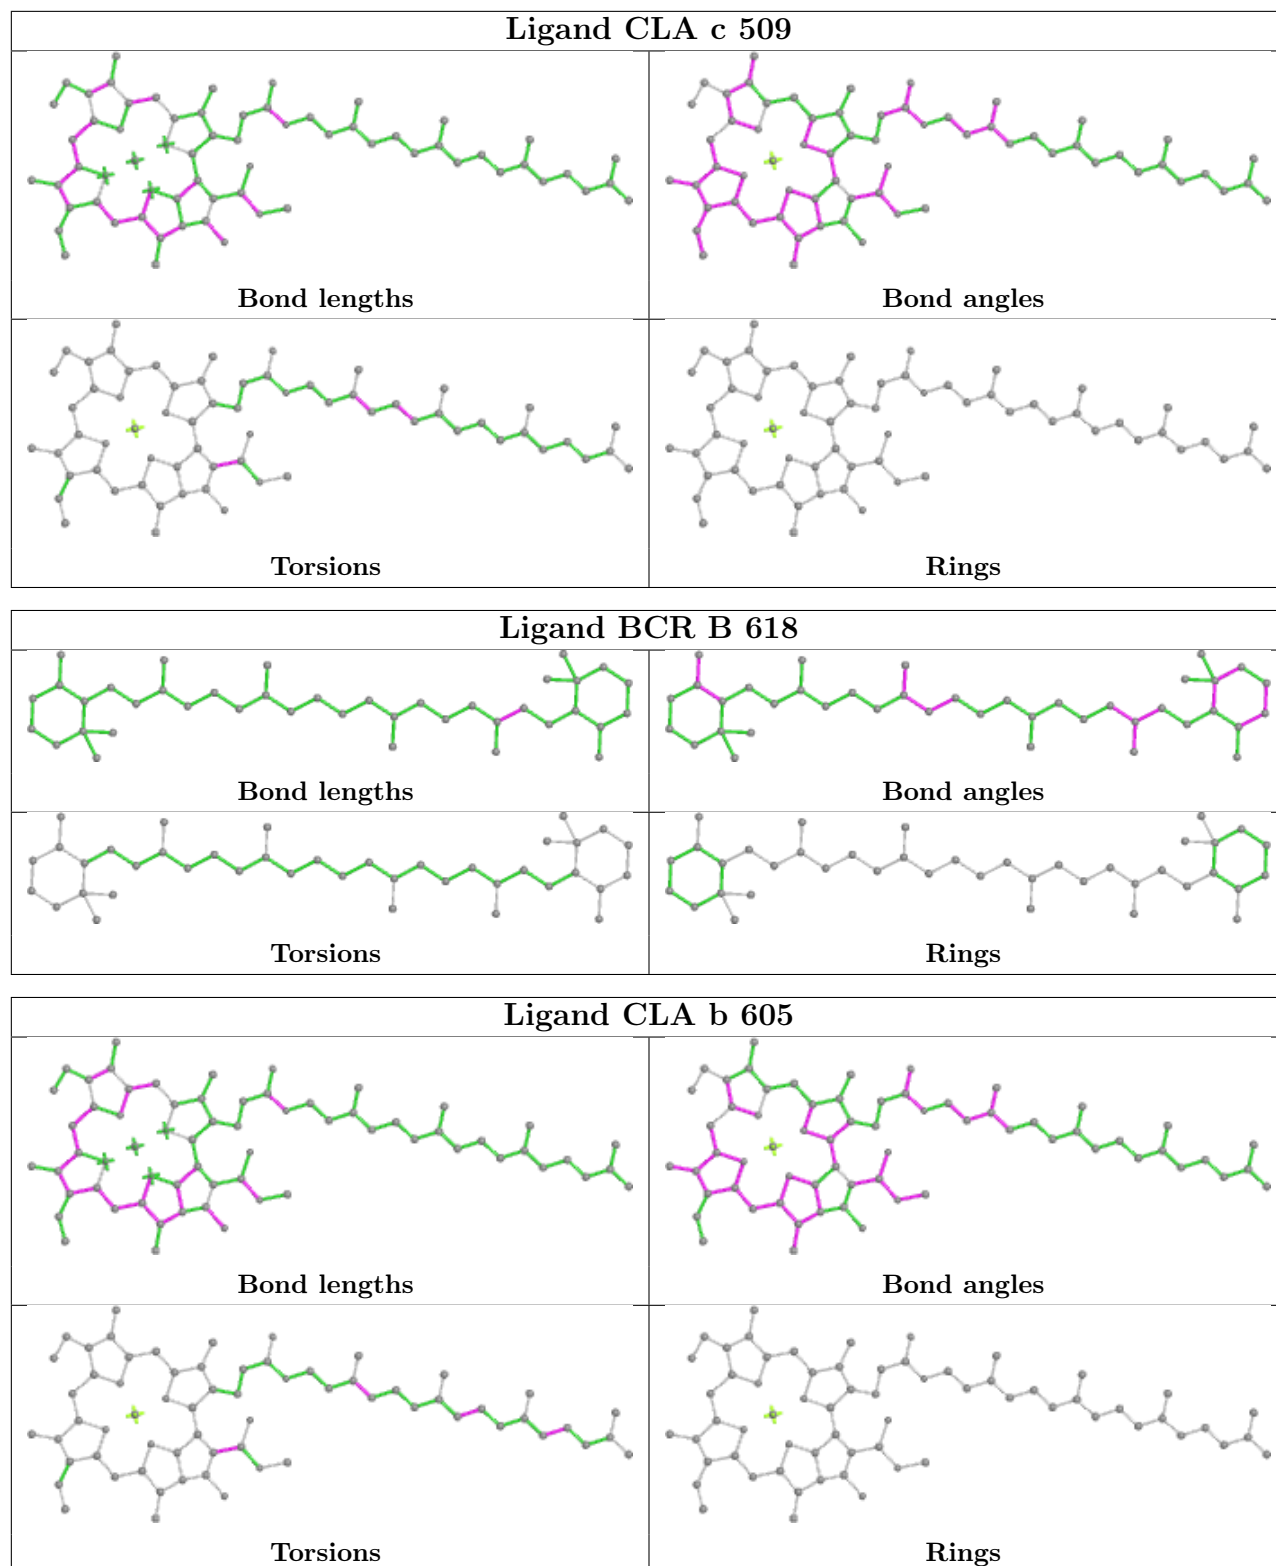 Ligand CLA c 509
Bond lengths
Bond angles
Torsions
Rings
Ligand BCR B 618
Bond lengths
Bond angles
Torsions
Rings
Ligand CLA b 605
Bond lengths
Bond angles
Torsions
Rings